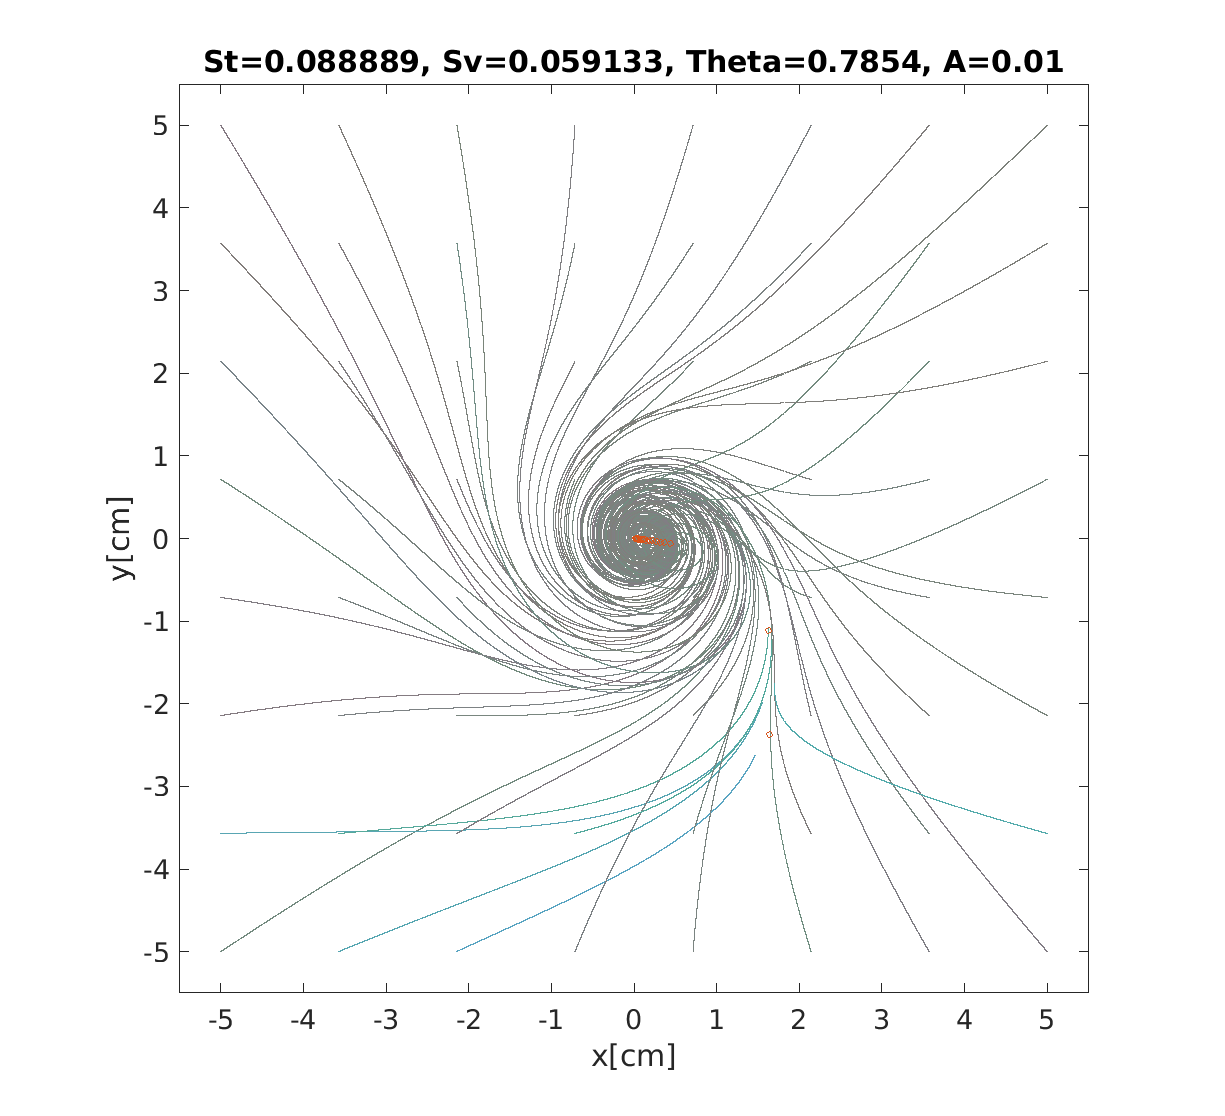 St=0.088889, Sv=0.059133, Theta=0.7854, A=0.01
5
4
3
2
1
0
-1
-2
-3
-4
-5
y[cm]
-5 -4 -3 -2 -1 0 1 2 3 4 5
x[cm]